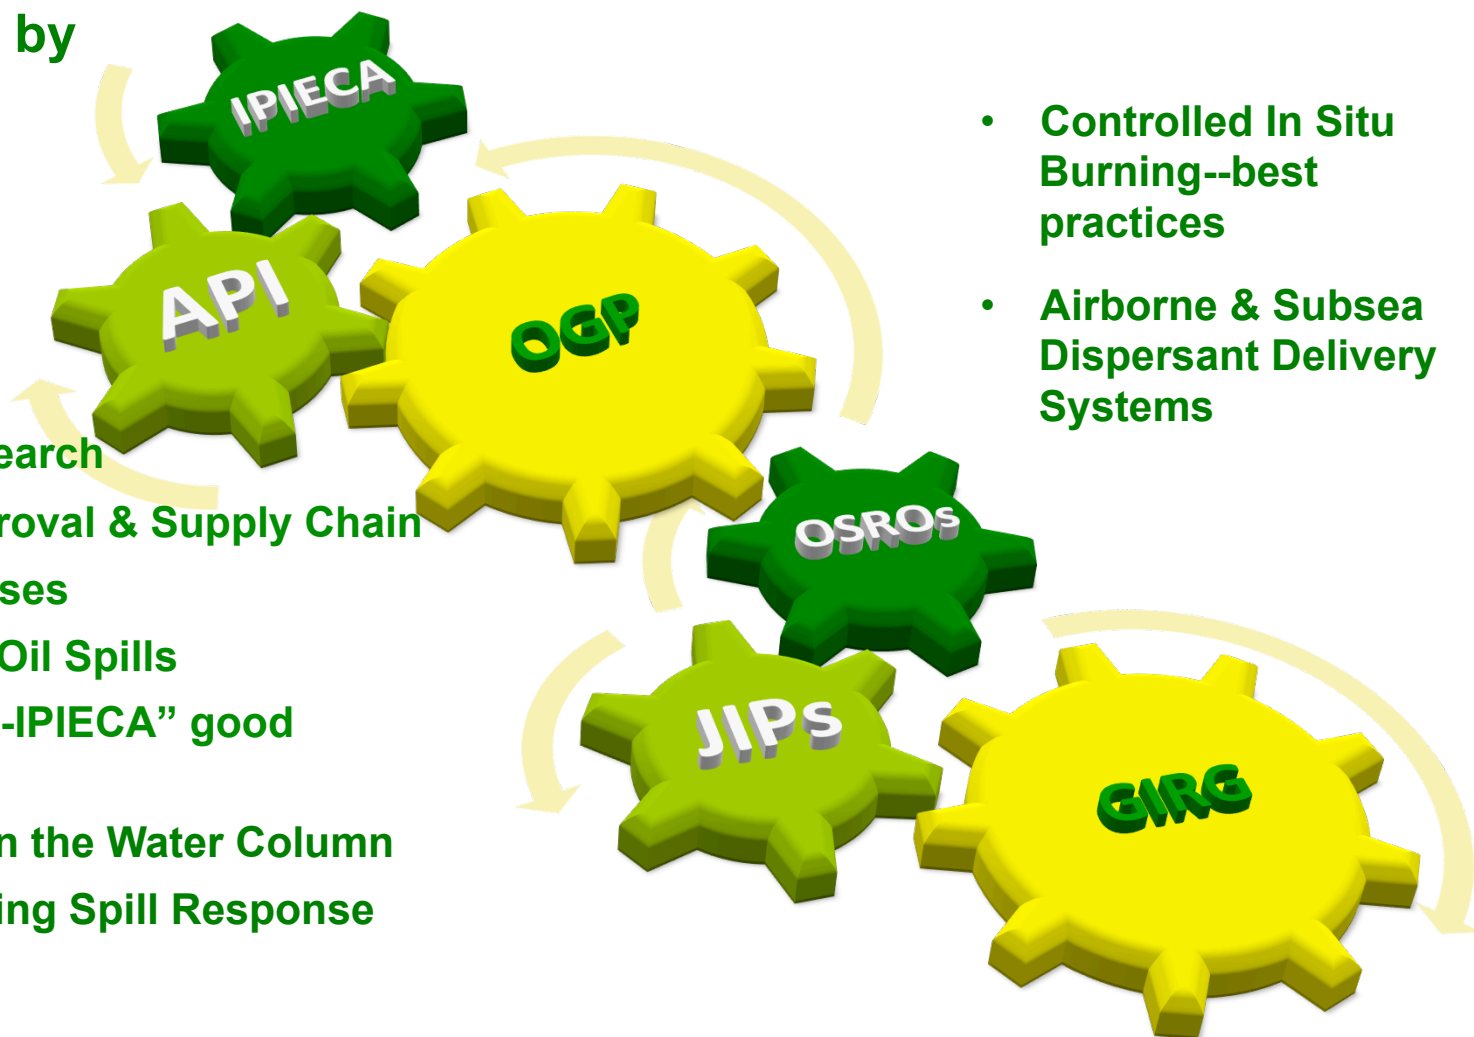 by
IPIECA
API
OGP
• Controlled In Situ
Burning--best
practices
• Airborne & Subsea
Dispersant Delivery
Systems
earch
roval & Supply Chain
ses
Oil Spills
-IPIECA” good
n the Water Column
ing Spill Response
OSROs
JIPs
GIRG